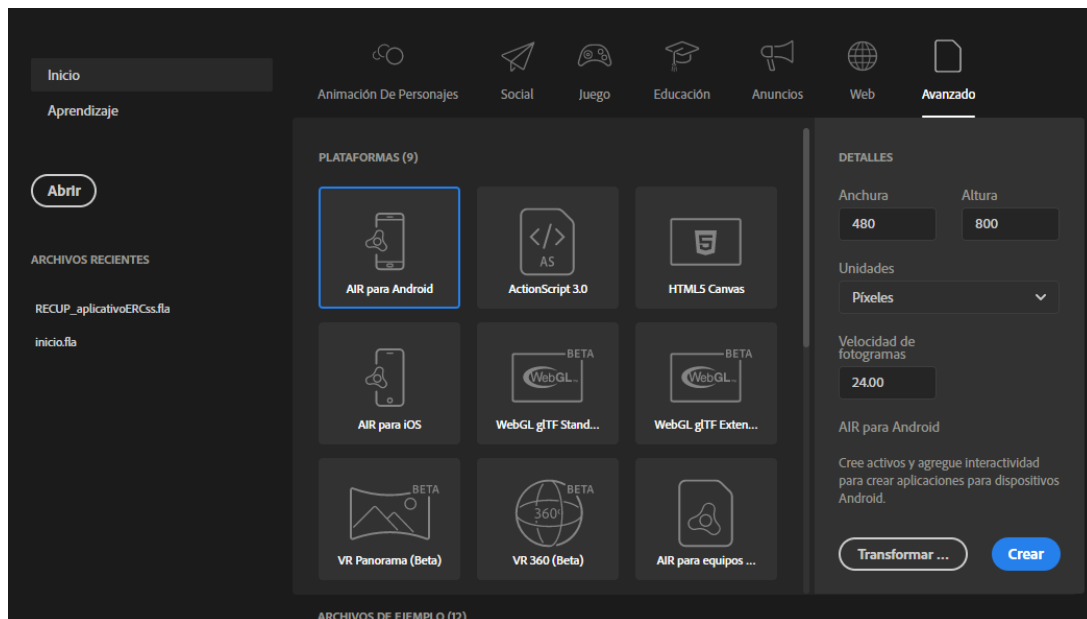 Inicio
Aprendizaje
Abrir
ARCHIVOS RECIENTES
RECUP_aplicativoERCss.fla
inicio.fla
Animación De Personajes
Social
Juego
Educación
Anuncios
Web
Avanzado
PLATAFORMAS (9)
AIR para Android
AS
ActionScript 3.0
5
HTML5 Canvas
AIR para iOS
BETA
WebGL
WebGL glTF Stand...
BETA
WebGL
WebGL glTF Exten...
BETA
VR Panorama (Beta)
BETA
360°
VR 360 (Beta)
AIR para equipos ...
ARCHIVOS DE EJEMPLO (12)
DETALLES
Anchura Altura
480 800
Unidades
Píxeles
Velocidad de
fotogramas
24.00
AIR para Android
Cree activos y agregue interactividad
para crear aplicaciones para dispositivos
Android.
Transformar ... Crear